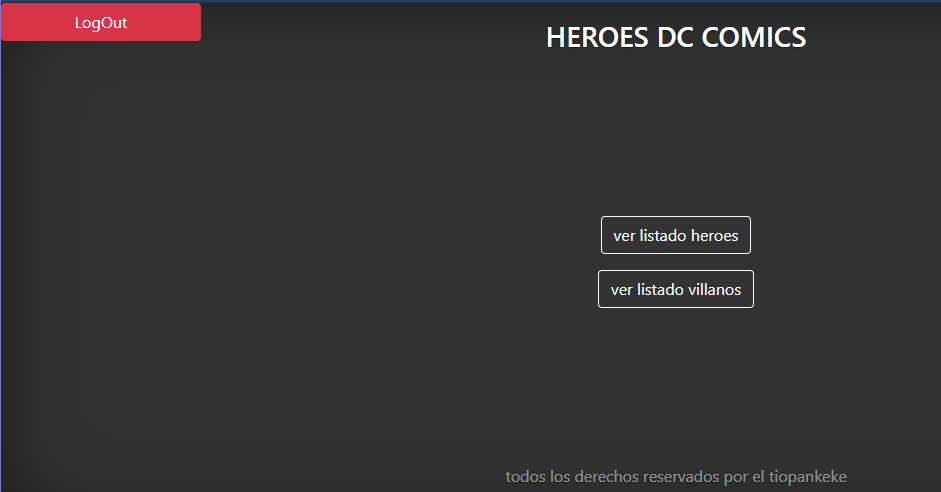 LogOut
HEROES DC COMICS
ver listado heroes
ver listado villanos
todos los derechos reservados por el tiopankeke